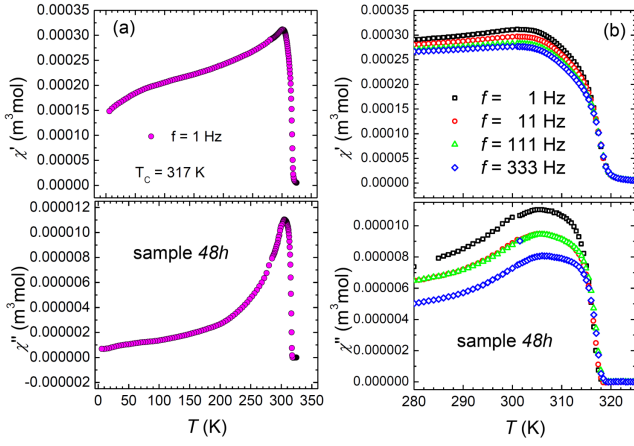 (a)
χ' (m³mol)
0.00035
0.00030
0.00025
0.00020
0.00015
0.00010
0.00005
0.00000
f = 1 Hz
T_C = 317 K
χ'' (m³mol)
0.000012
0.000010
0.000008
0.000006
0.000004
0.000002
0.000000
-0.000002
sample 48h
0 50 100 150 200 250 300 350
T (K)
(b)
χ' (m³mol)
0.00035
0.00030
0.00025
0.00020
0.00015
0.00010
0.00005
0.00000
f = 1 Hz
f = 11 Hz
f = 111 Hz
f = 333 Hz
χ'' (m³mol)
0.000010
0.000008
0.000006
0.000004
0.000002
0.000000
sample 48h
280 290 300 310 320
T (K)